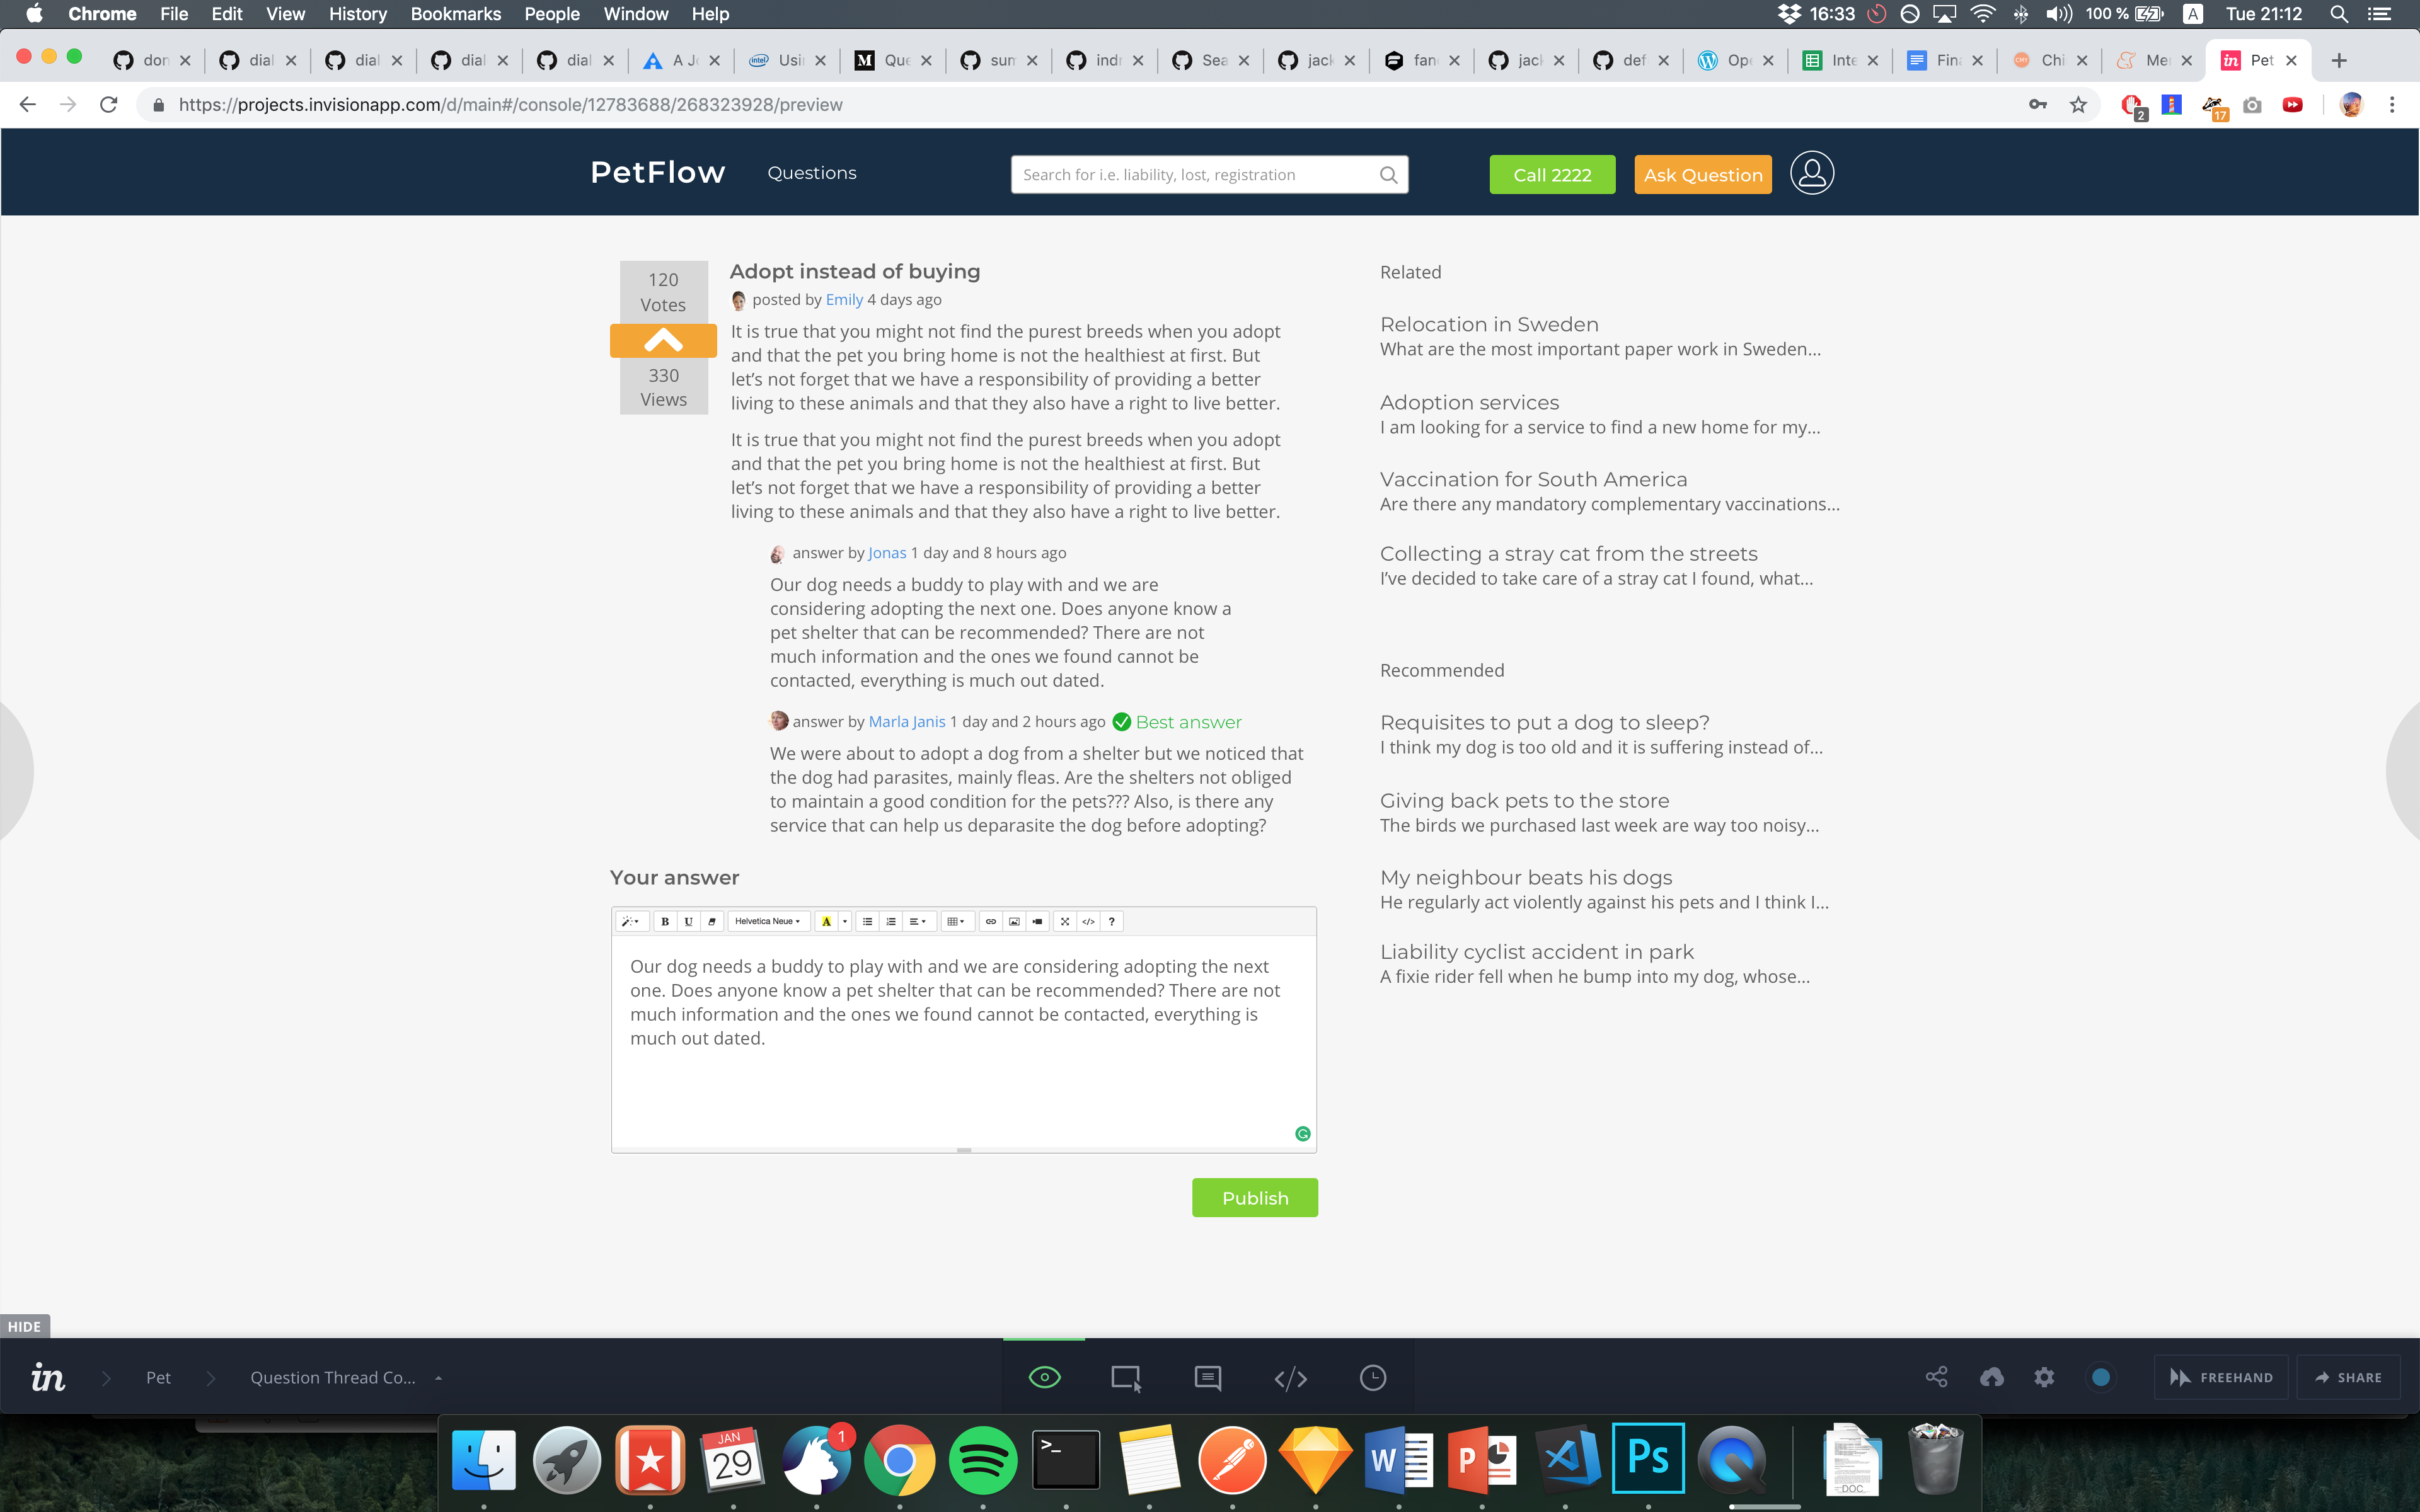 Chrome File Edit View History Bookmarks People Window Help 16:33 100 % A Tue 21:12
don dial dial dial dial A Jo intel Usi M Que sum indr Sea jack fan jack def Ope Inte Fina CHY Chi Me in Pet
https://projects.invisionapp.com/d/main#/console/12783688/268323928/preview 2 17
PetFlow Questions Search for i.e. liability, lost, registration Call 2222 Ask Question
120
Votes
330
Views
Adopt instead of buying
posted by Emily 4 days ago
It is true that you might not find the purest breeds when you adopt
and that the pet you bring home is not the healthiest at first. But
let’s not forget that we have a responsibility of providing a better
living to these animals and that they also have a right to live better.
It is true that you might not find the purest breeds when you adopt
and that the pet you bring home is not the healthiest at first. But
let’s not forget that we have a responsibility of providing a better
living to these animals and that they also have a right to live better.
answer by Jonas 1 day and 8 hours ago
Our dog needs a buddy to play with and we are
considering adopting the next one. Does anyone know a
pet shelter that can be recommended? There are not
much information and the ones we found cannot be
contacted, everything is much out dated.
answer by Marla Janis 1 day and 2 hours ago Best answer
We were about to adopt a dog from a shelter but we noticed that
the dog had parasites, mainly fleas. Are the shelters not obliged
to maintain a good condition for the pets??? Also, is there any
service that can help us deparasite the dog before adopting?
Your answer
B U Helvetica Neue A </> ?
Our dog needs a buddy to play with and we are considering adopting the next
one. Does anyone know a pet shelter that can be recommended? There are not
much information and the ones we found cannot be contacted, everything is
much out dated.
Publish
Related
Relocation in Sweden
What are the most important paper work in Sweden...
Adoption services
I am looking for a service to find a new home for my...
Vaccination for South America
Are there any mandatory complementary vaccinations...
Collecting a stray cat from the streets
I’ve decided to take care of a stray cat I found, what...
Recommended
Requisites to put a dog to sleep?
I think my dog is too old and it is suffering instead of...
Giving back pets to the store
The birds we purchased last week are way too noisy...
My neighbour beats his dogs
He regularly act violently against his pets and I think I...
Liability cyclist accident in park
A fixie rider fell when he bump into my dog, whose...
HIDE
in Pet Question Thread Co... </> FREEHAND SHARE
JAN
29
1
>_
W
P
Ps
DOC